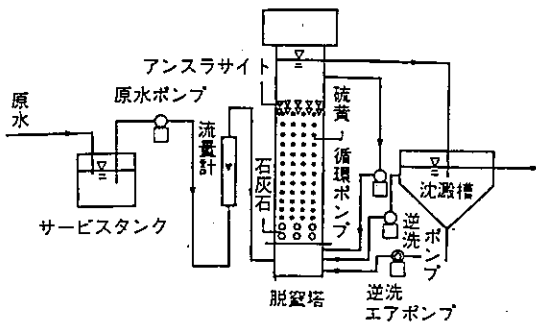 アンスラサイト
原水ポンプ
原水
流量計
サービスタンク
石灰石
硫黄
循環ポンプ
脱窒塔
沈澱槽
逆洗ポンプ
逆洗
エアポンプ